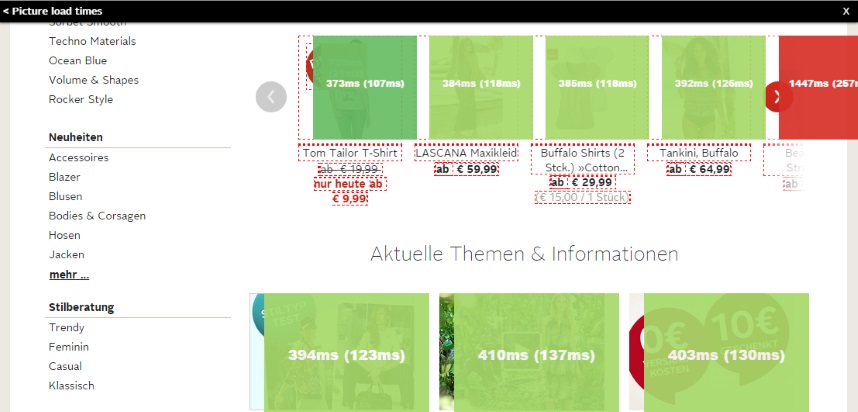 < Picture load times
X
Sorbet Smooth
Techno Materials
Ocean Blue
Volume & Shapes
Rocker Style
Neuheiten
Accessoires
Blazer
Blusen
Bodies & Corsagen
Hosen
Jacken
mehr ...
Stilberatung
Trendy
Feminin
Casual
Klassisch
373ms (107ms)
384ms (118ms)
385ms (118ms)
392ms (126ms)
1447ms (257m
Tom Tailor T-Shirt
ab € 19,99
nur heute ab
€ 9,99
LASCANA Maxikleid
ab € 59,99
Buffalo Shirts (2
Stck.) »Cotton...
ab € 29,99
(€ 15,00 / 1 Stück)
Tankini, Buffalo
ab € 64,99
Aktuelle Themen & Informationen
394ms (123ms)
410ms (137ms)
403ms (130ms)
0€
KOSTEN
10€